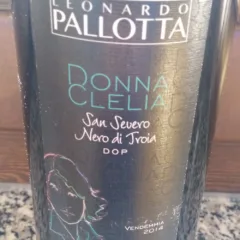 LEONARDO
PALLOTTA
DONNA
CLELIA
San Severo
Nero di Troia
DOP
VENDEMMIA
2014